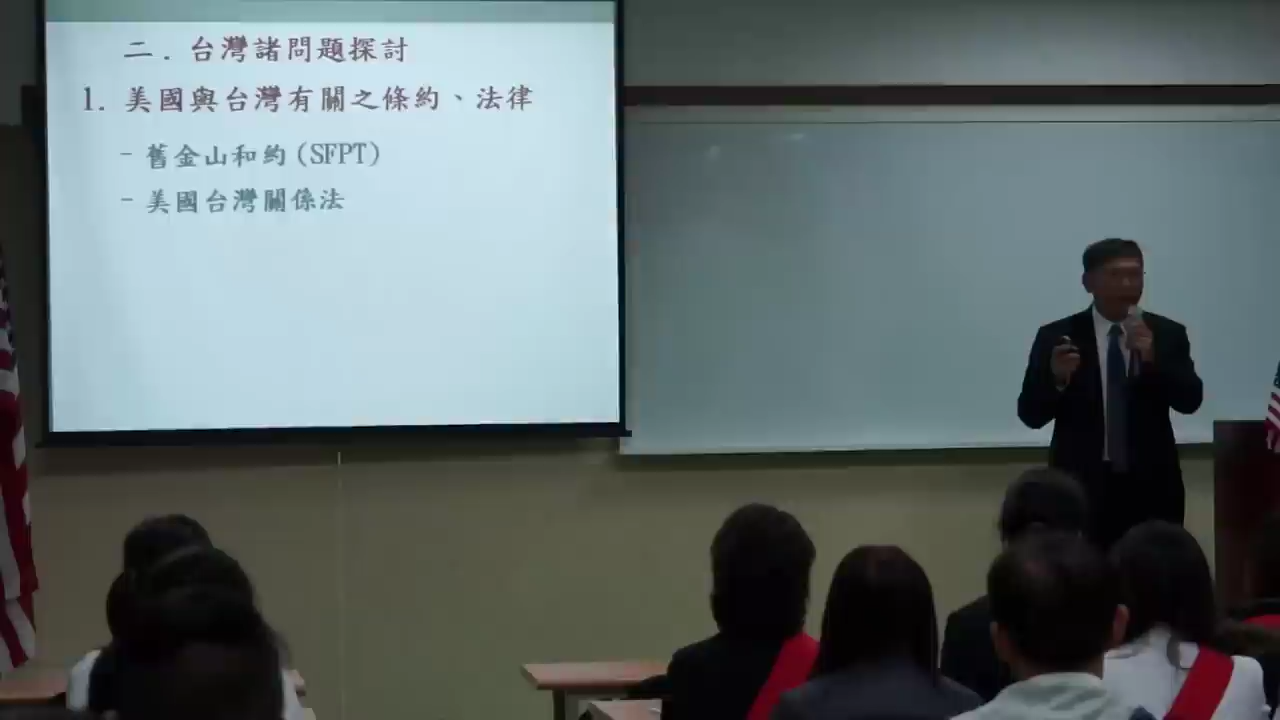 二. 台灣諸問題探討
1. 美國與台灣有關之條約、法律
- 舊金山和約(SFPT)
- 美國台灣關係法